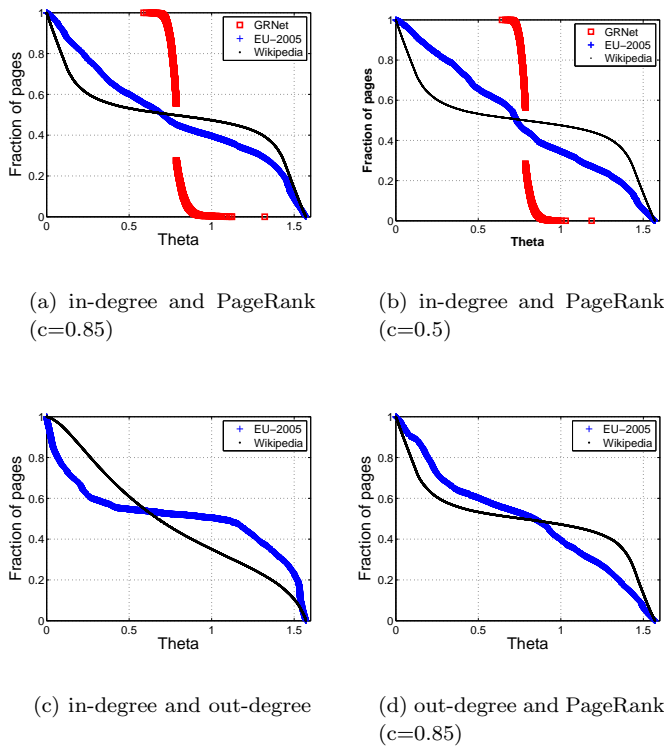 1
0.8
0.6
0.4
0.2
0
0 0.5 1 1.5
Fraction of pages
Theta
GRNet
EU−2005
Wikipedia
(a) in-degree and PageRank
(c=0.85)
1
0.8
0.6
0.4
0.2
0
0 0.5 1 1.5
Fraction of pages
Theta
GRNet
EU−2005
Wikipedia
(b) in-degree and PageRank
(c=0.5)
1
0.8
0.6
0.4
0.2
0
0 0.5 1 1.5
Fraction of pages
Theta
EU−2005
Wikipedia
(c) in-degree and out-degree
1
0.8
0.6
0.4
0.2
0
0 0.5 1 1.5
Fraction of pages
Theta
EU−2005
Wikipedia
(d) out-degree and PageRank
(c=0.85)